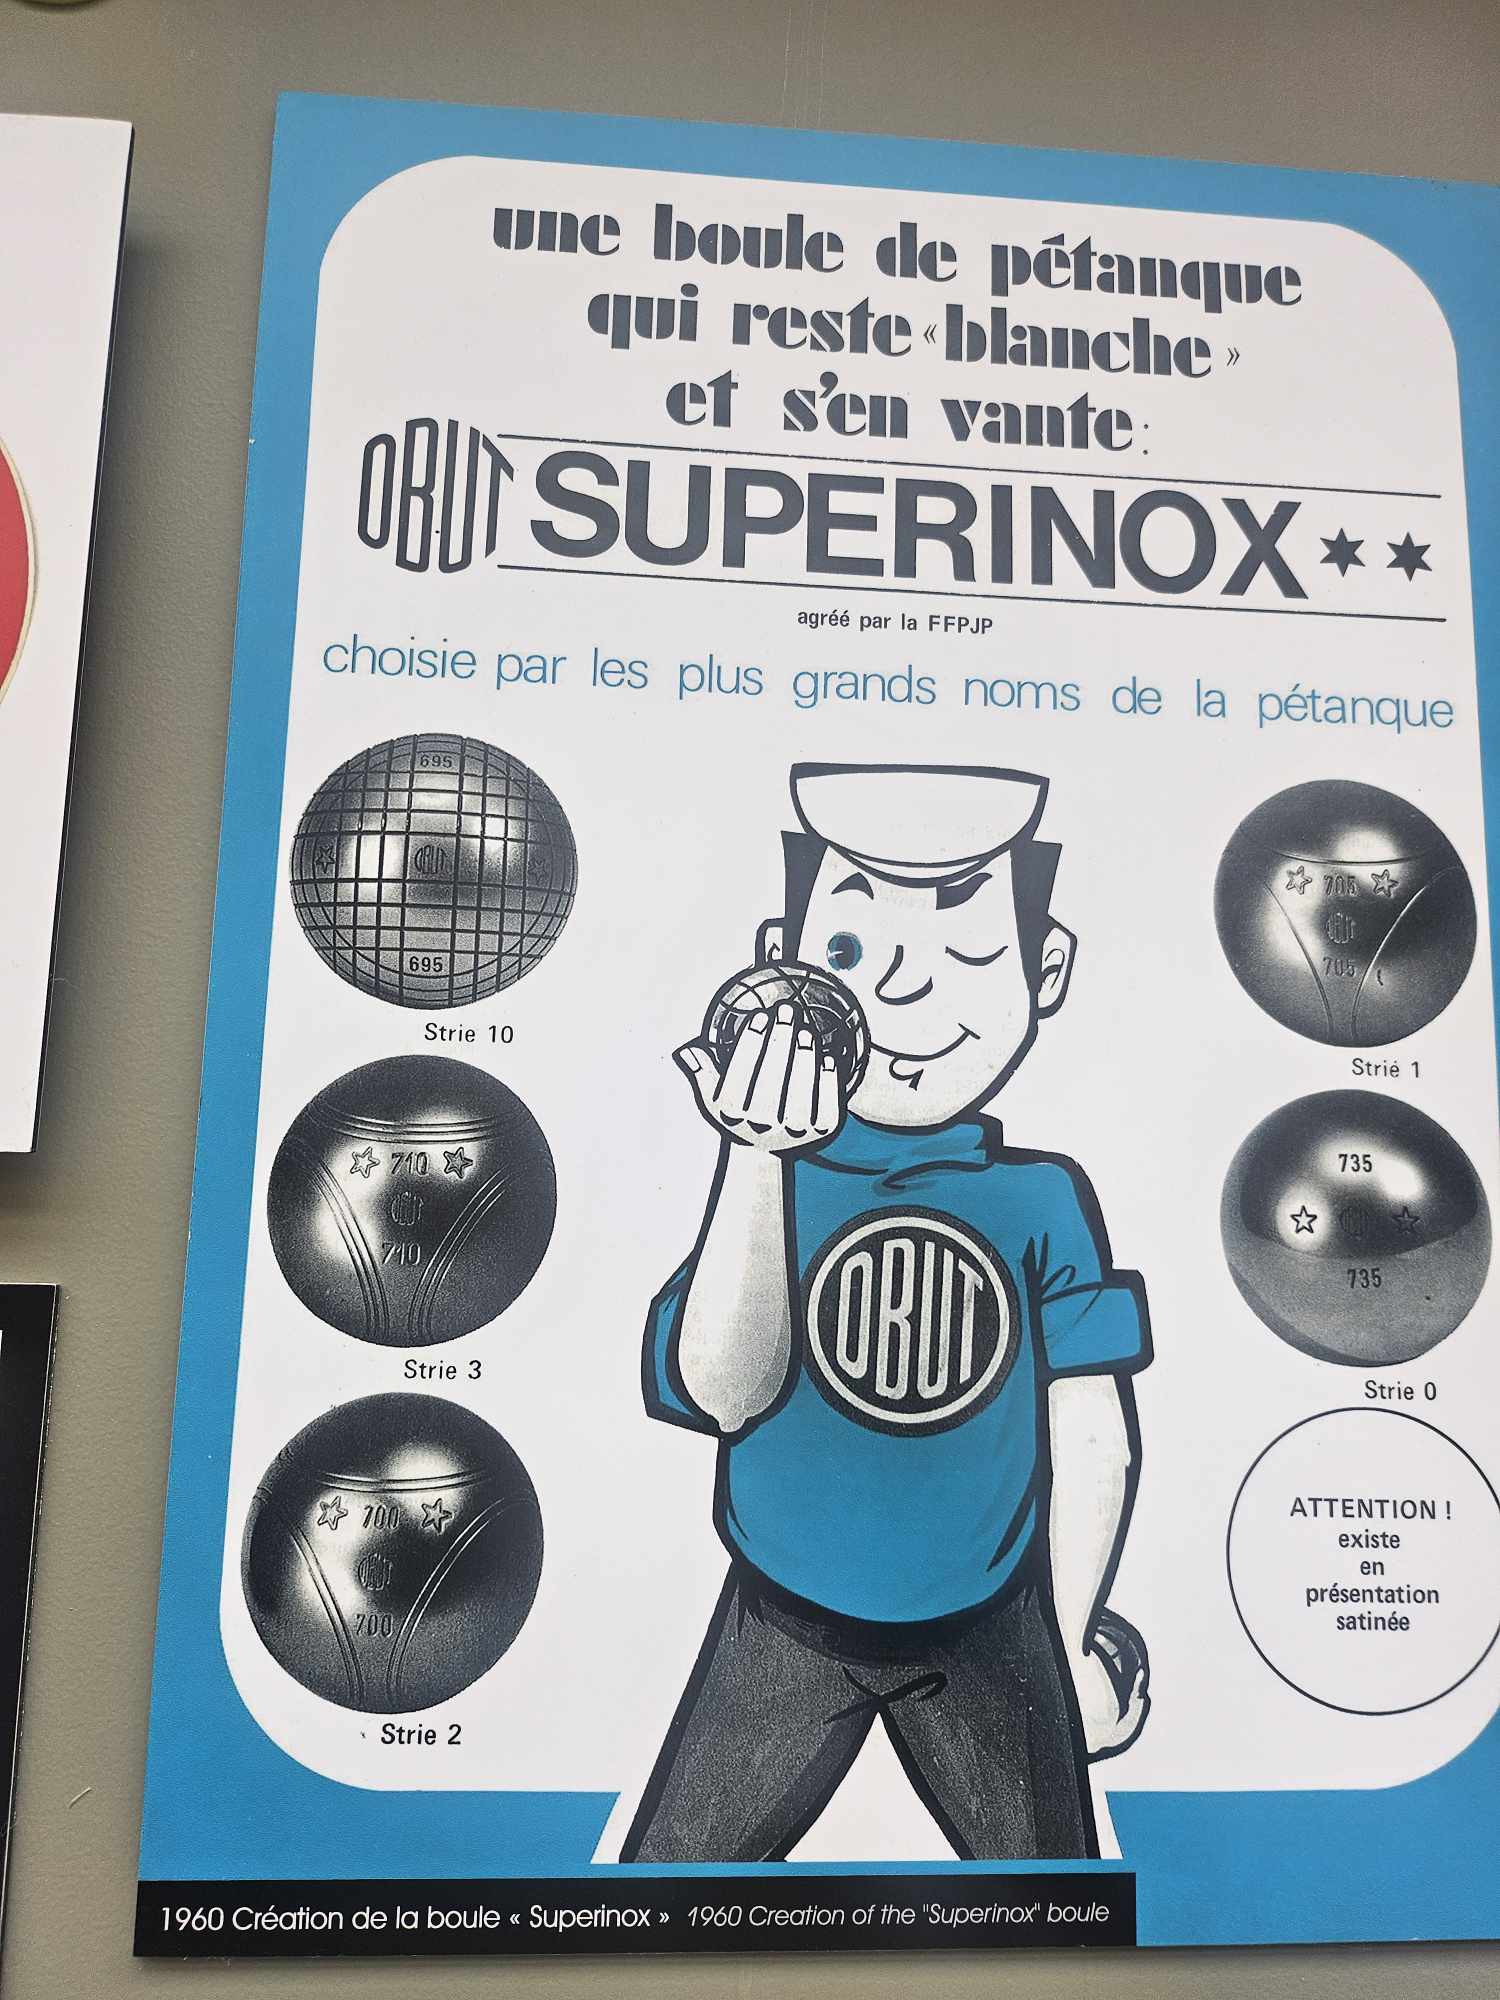 une boule de pétanque
qui reste « blanche »
et s'en vante :
OBUT SUPERINOX ★ ★
agréé par la FFPJP
choisie par les plus grands noms de la pétanque
695
OBUT
695
Strie 10
710
OBUT
710
Strie 3
700
OBUT
700
Strie 2
OBUT
705
OBUT
705
Strié 1
735
OBUT
735
Strie 0
ATTENTION !
existe
en
présentation
satinée
1960 Création de la boule « Superinox » 1960 Creation of the "Superinox" boule